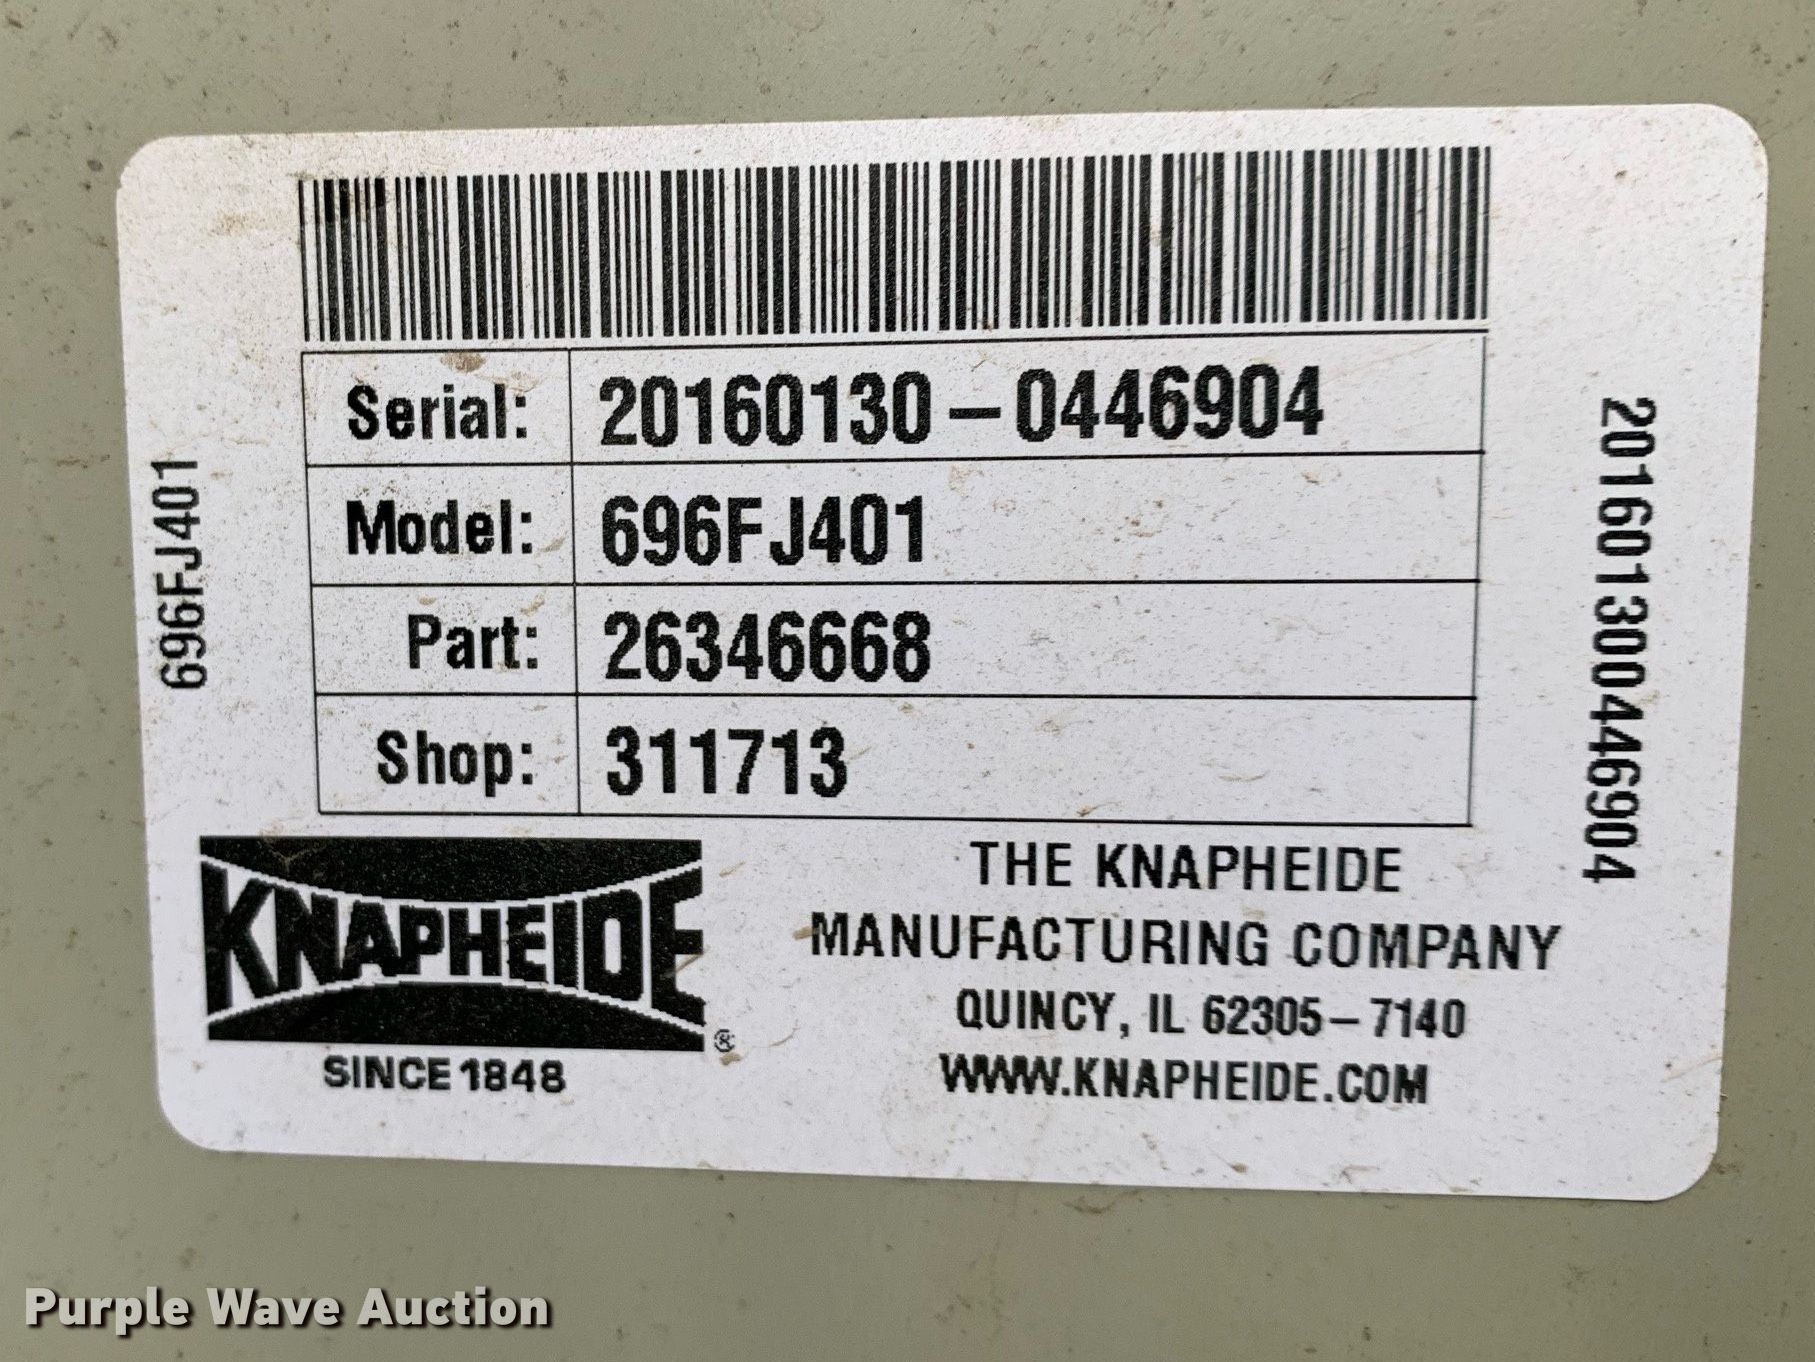 Serial: 20160130-0446904
Model: 696FJ401
Part: 26346668
Shop: 311713
696FJ401
201601300446904
KNAPHEIDE®
SINCE 1848
THE KNAPHEIDE
MANUFACTURING COMPANY
QUINCY, IL 62305-7140
WWW.KNAPHEIDE.COM
Purple Wave Auction